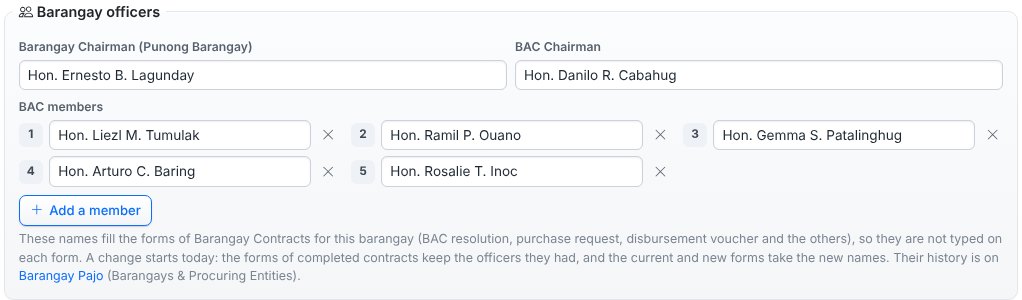 Barangay officers
Barangay Chairman (Punong Barangay)
BAC Chairman
Hon. Ernesto B. Lagunday
Hon. Danilo R. Cabahug
BAC members
1 Hon. Liezl M. Tumulak
2 Hon. Ramil P. Ouano
3 Hon. Gemma S. Patalinghug
4 Hon. Arturo C. Baring
5 Hon. Rosalie T. Inoc
+ Add a member
These names fill the forms of Barangay Contracts for this barangay (BAC resolution, purchase request, disbursement voucher and the others), so they are not typed on
each form. A change starts today: the forms of completed contracts keep the officers they had, and the current and new forms take the new names. Their history is on
Barangay Pajo (Barangays & Procuring Entities).